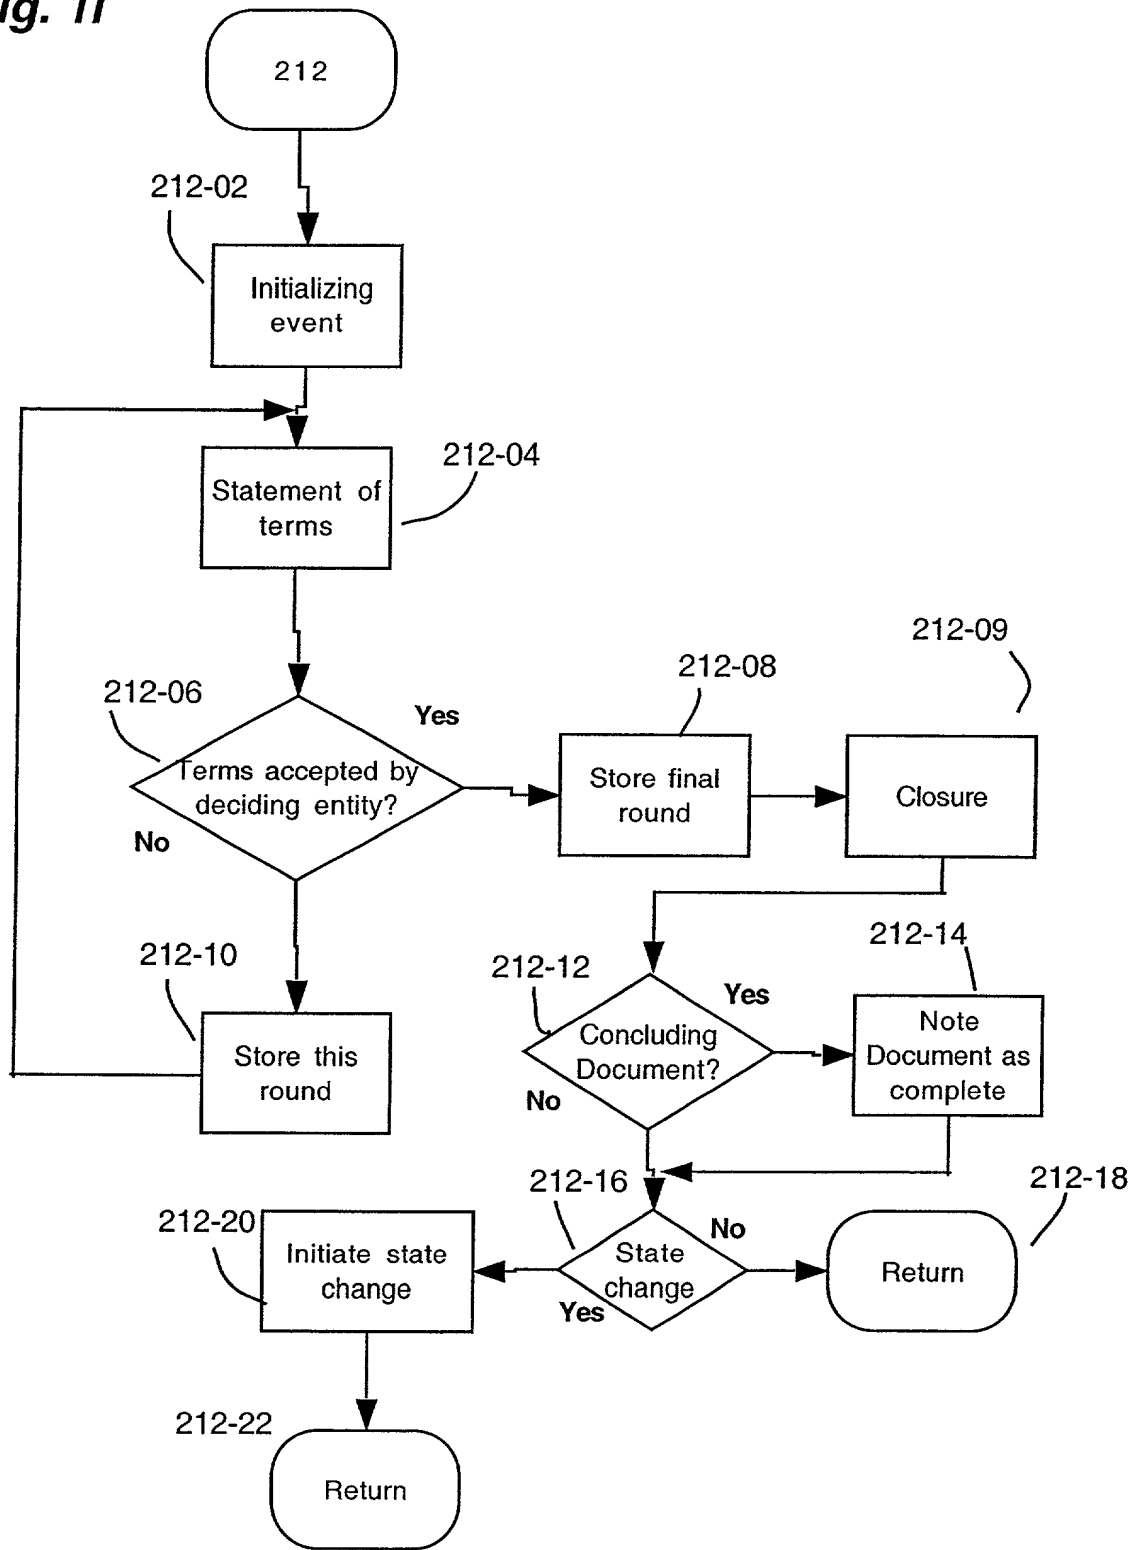 ig. 1f
212
212-02
Initializing
event
212-04
Statement of
terms
212-09
212-08
212-06
Yes
Terms accepted by
deciding entity?
Store final
round
Closure
No
212-14
212-10
212-12
Yes
Note
Document as
complete
Concluding
Document?
Store this
round
No
212-18
212-16
212-20
No
Initiate state
change
State
change
Return
Yes
212-22
Return